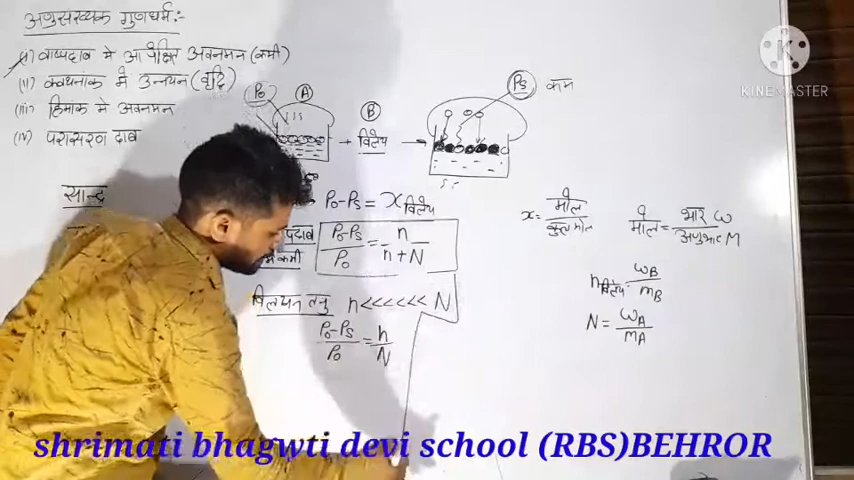 अणुसंख्यक गुणधर्म:-
(i) वाष्पदाब मे आपेक्षित अवनमन (कमी)
(ii) क्वथनांक में उन्नयन (वृद्धि)
(iii) हिमांक मे अवनमन
(iv) परासरण दाब
P₀ A B विलेय Ps कम
KINEMASTER
सान्द्र
P₀-Ps = x विलेय
P₀-Ps/P₀ = n/n+N
x = मोल/कुल मोल
मोल = भार w/अणुभार M
n विलेय = wB/mB
N = wA/mA
विलयन तनु n<<<<<< N
P₀-Ps/P₀ = n/N
shrimati bhagwti devi school (RBS)BEHROR